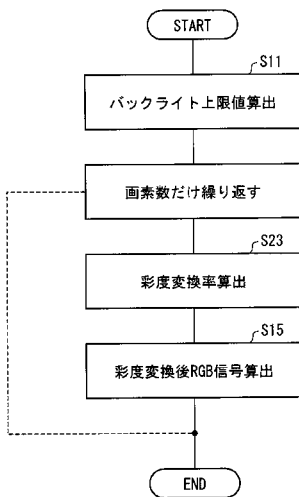 START
S11
バックライト上限値算出
画素数だけ繰り返す
S23
彩度変換率算出
S15
彩度変換後RGB信号算出
END